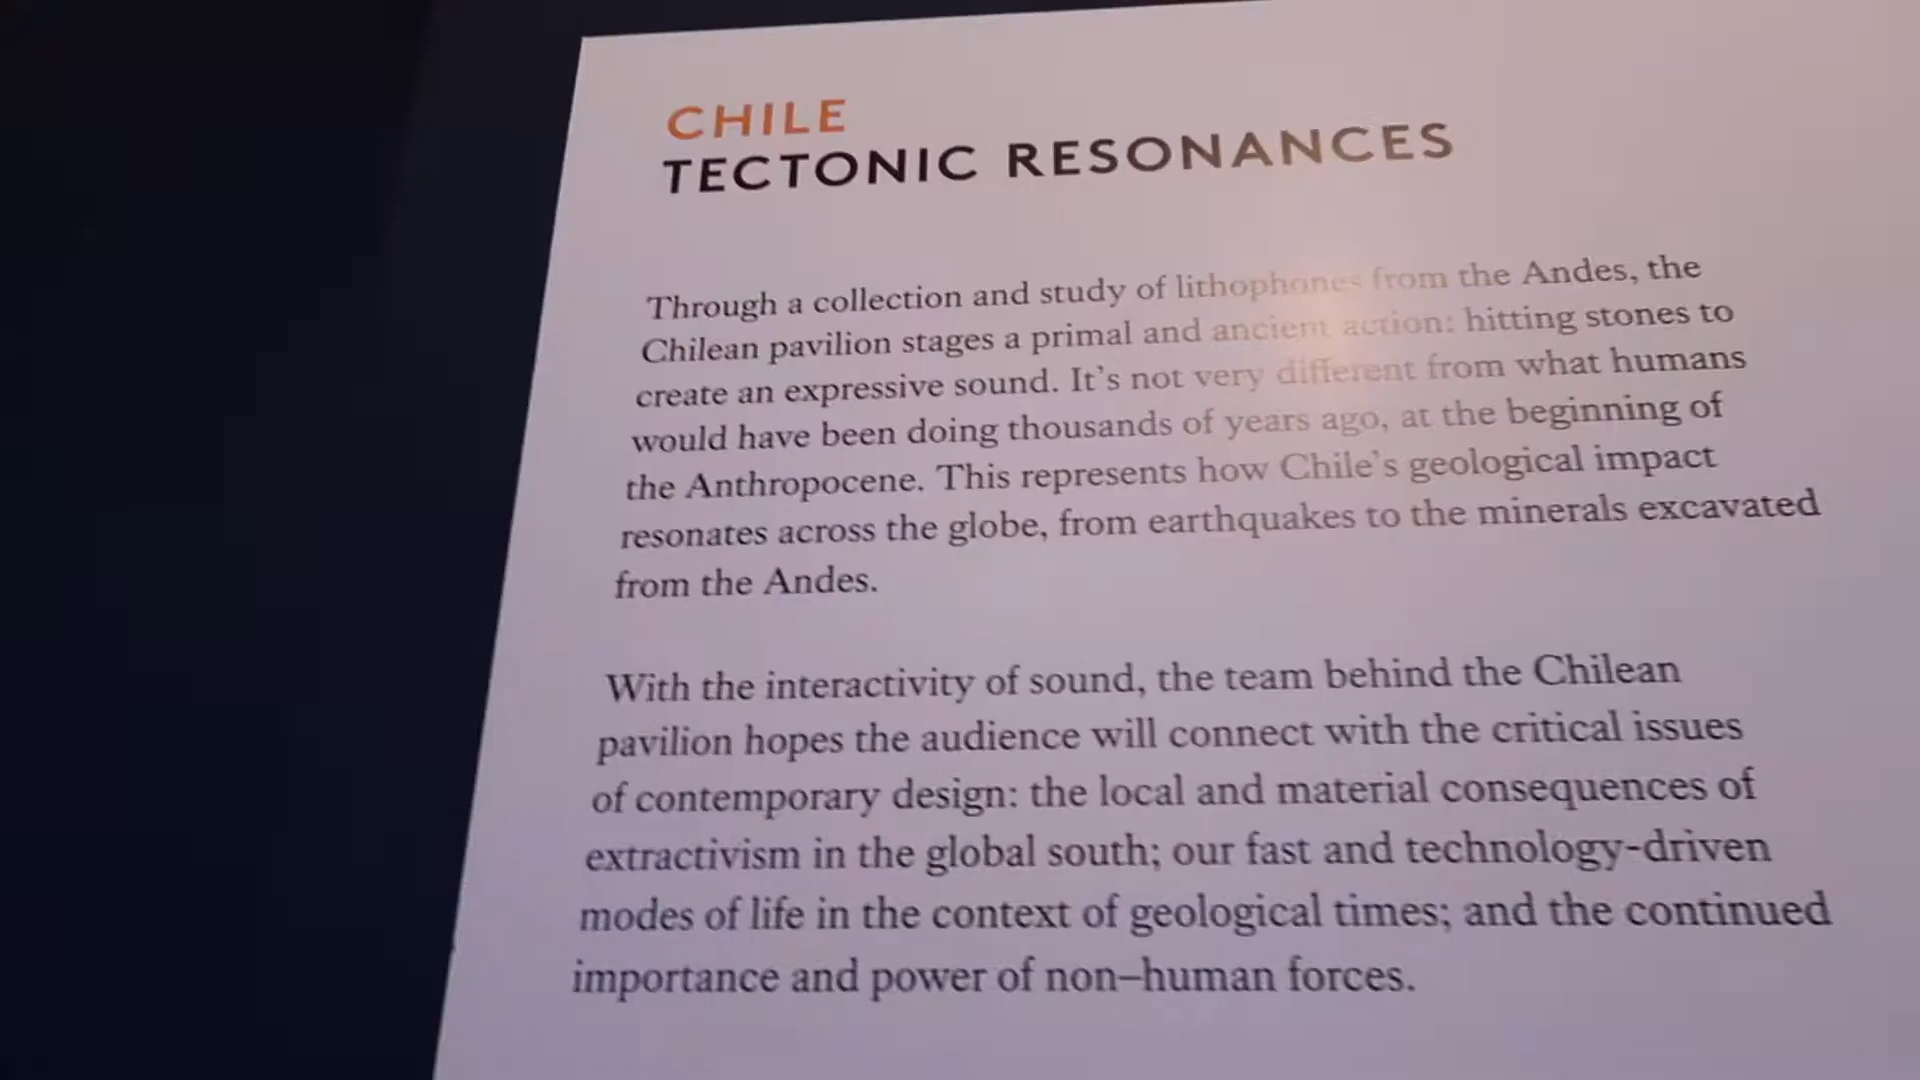 CHILE
TECTONIC RESONANCES
Through a collection and study of lithophones from the Andes, the
Chilean pavilion stages a primal and ancient action: hitting stones to
create an expressive sound. It's not very different from what humans
would have been doing thousands of years ago, at the beginning of
the Anthropocene. This represents how Chile's geological impact
resonates across the globe, from earthquakes to the minerals excavated
from the Andes.
With the interactivity of sound, the team behind the Chilean
pavilion hopes the audience will connect with the critical issues
of contemporary design: the local and material consequences of
extractivism in the global south; our fast and technology-driven
modes of life in the context of geological times; and the continued
importance and power of non–human forces.